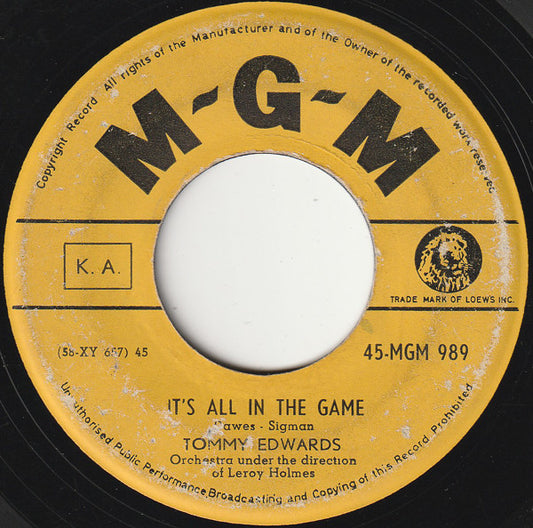 Copyright Record All rights of the Manufacturer and of the Owner of the recorded work reserved
M-G-M
K. A.
TRADE MARK OF LOEWS INC.
(58-XY 657) 45
45-MGM 989
IT'S ALL IN THE GAME
Dawes - Sigman
TOMMY EDWARDS
Orchestra under the direction
of Leroy Holmes
Unauthorised Public Performance Broadcasting and Copying of this Record Prohibited